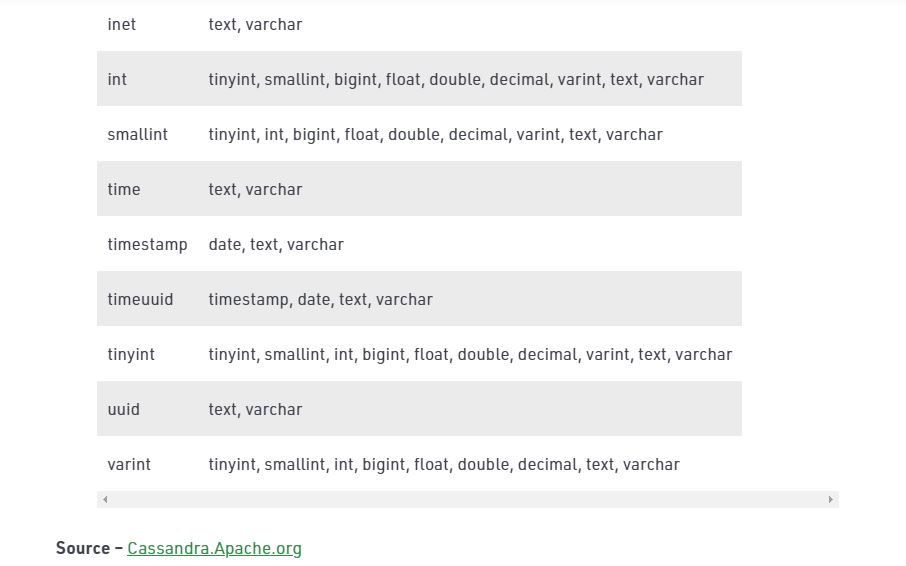 inet text, varchar
int tinyint, smallint, bigint, float, double, decimal, varint, text, varchar
smallint tinyint, int, bigint, float, double, decimal, varint, text, varchar
time text, varchar
timestamp date, text, varchar
timeuuid timestamp, date, text, varchar
tinyint tinyint, smallint, int, bigint, float, double, decimal, varint, text, varchar
uuid text, varchar
varint tinyint, smallint, int, bigint, float, double, decimal, text, varchar
Source – Cassandra.Apache.org